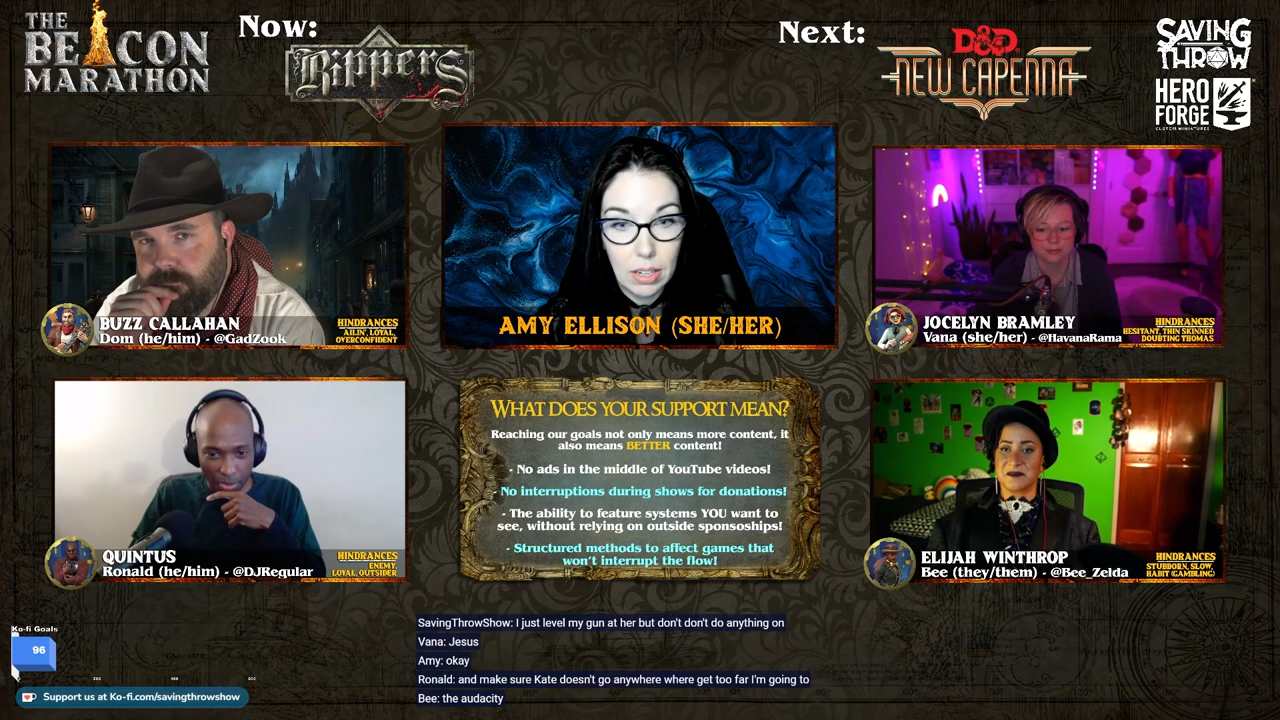 THE
BEACON
MARATHON
Now:
Rippers
Next:
D&D
NEW CAPENNA
SAVING
THROW
HERO
FORGE
CUSTOM MINIATURES
BUZZ CALLAHAN
Dom (he/him) - @GadZook
HINDRANCES
AILIN', LOYAL,
OVERCONFIDENT
AMY ELLISON (SHE/HER)
JOCELYN BRAMLEY
Vana (she/her) - @HavanaRama
HINDRANCES
HESITANT, THIN SKINNED
DOUBTING THOMAS
QUINTUS
Ronald (he/him) - @DJRegular
HINDRANCES
ENEMY,
LOYAL, OUTSIDER
WHAT DOES YOUR SUPPORT MEAN?
Reaching our goals not only means more content, it
also means BETTER content!
- No ads in the middle of YouTube videos!
- No interruptions during shows for donations!
- The ability to feature systems YOU want to
see, without relying on outside sponsoships!
- Structured methods to affect games that
won't interrupt the flow!
ELIJAH WINTHROP
Bee (they/them) - @Bee_Zelda
HINDRANCES
STUBBORN, SLOW,
HABIT (GAMBLING)
Ko-fi Goals
96
200
400
Support us at Ko-fi.com/savingthrowshow
SavingThrowShow: I just level my gun at her but don't don't do anything on
Vana: Jesus
Amy: okay
Ronald: and make sure Kate doesn't go anywhere where get too far I'm going to
Bee: the audacity